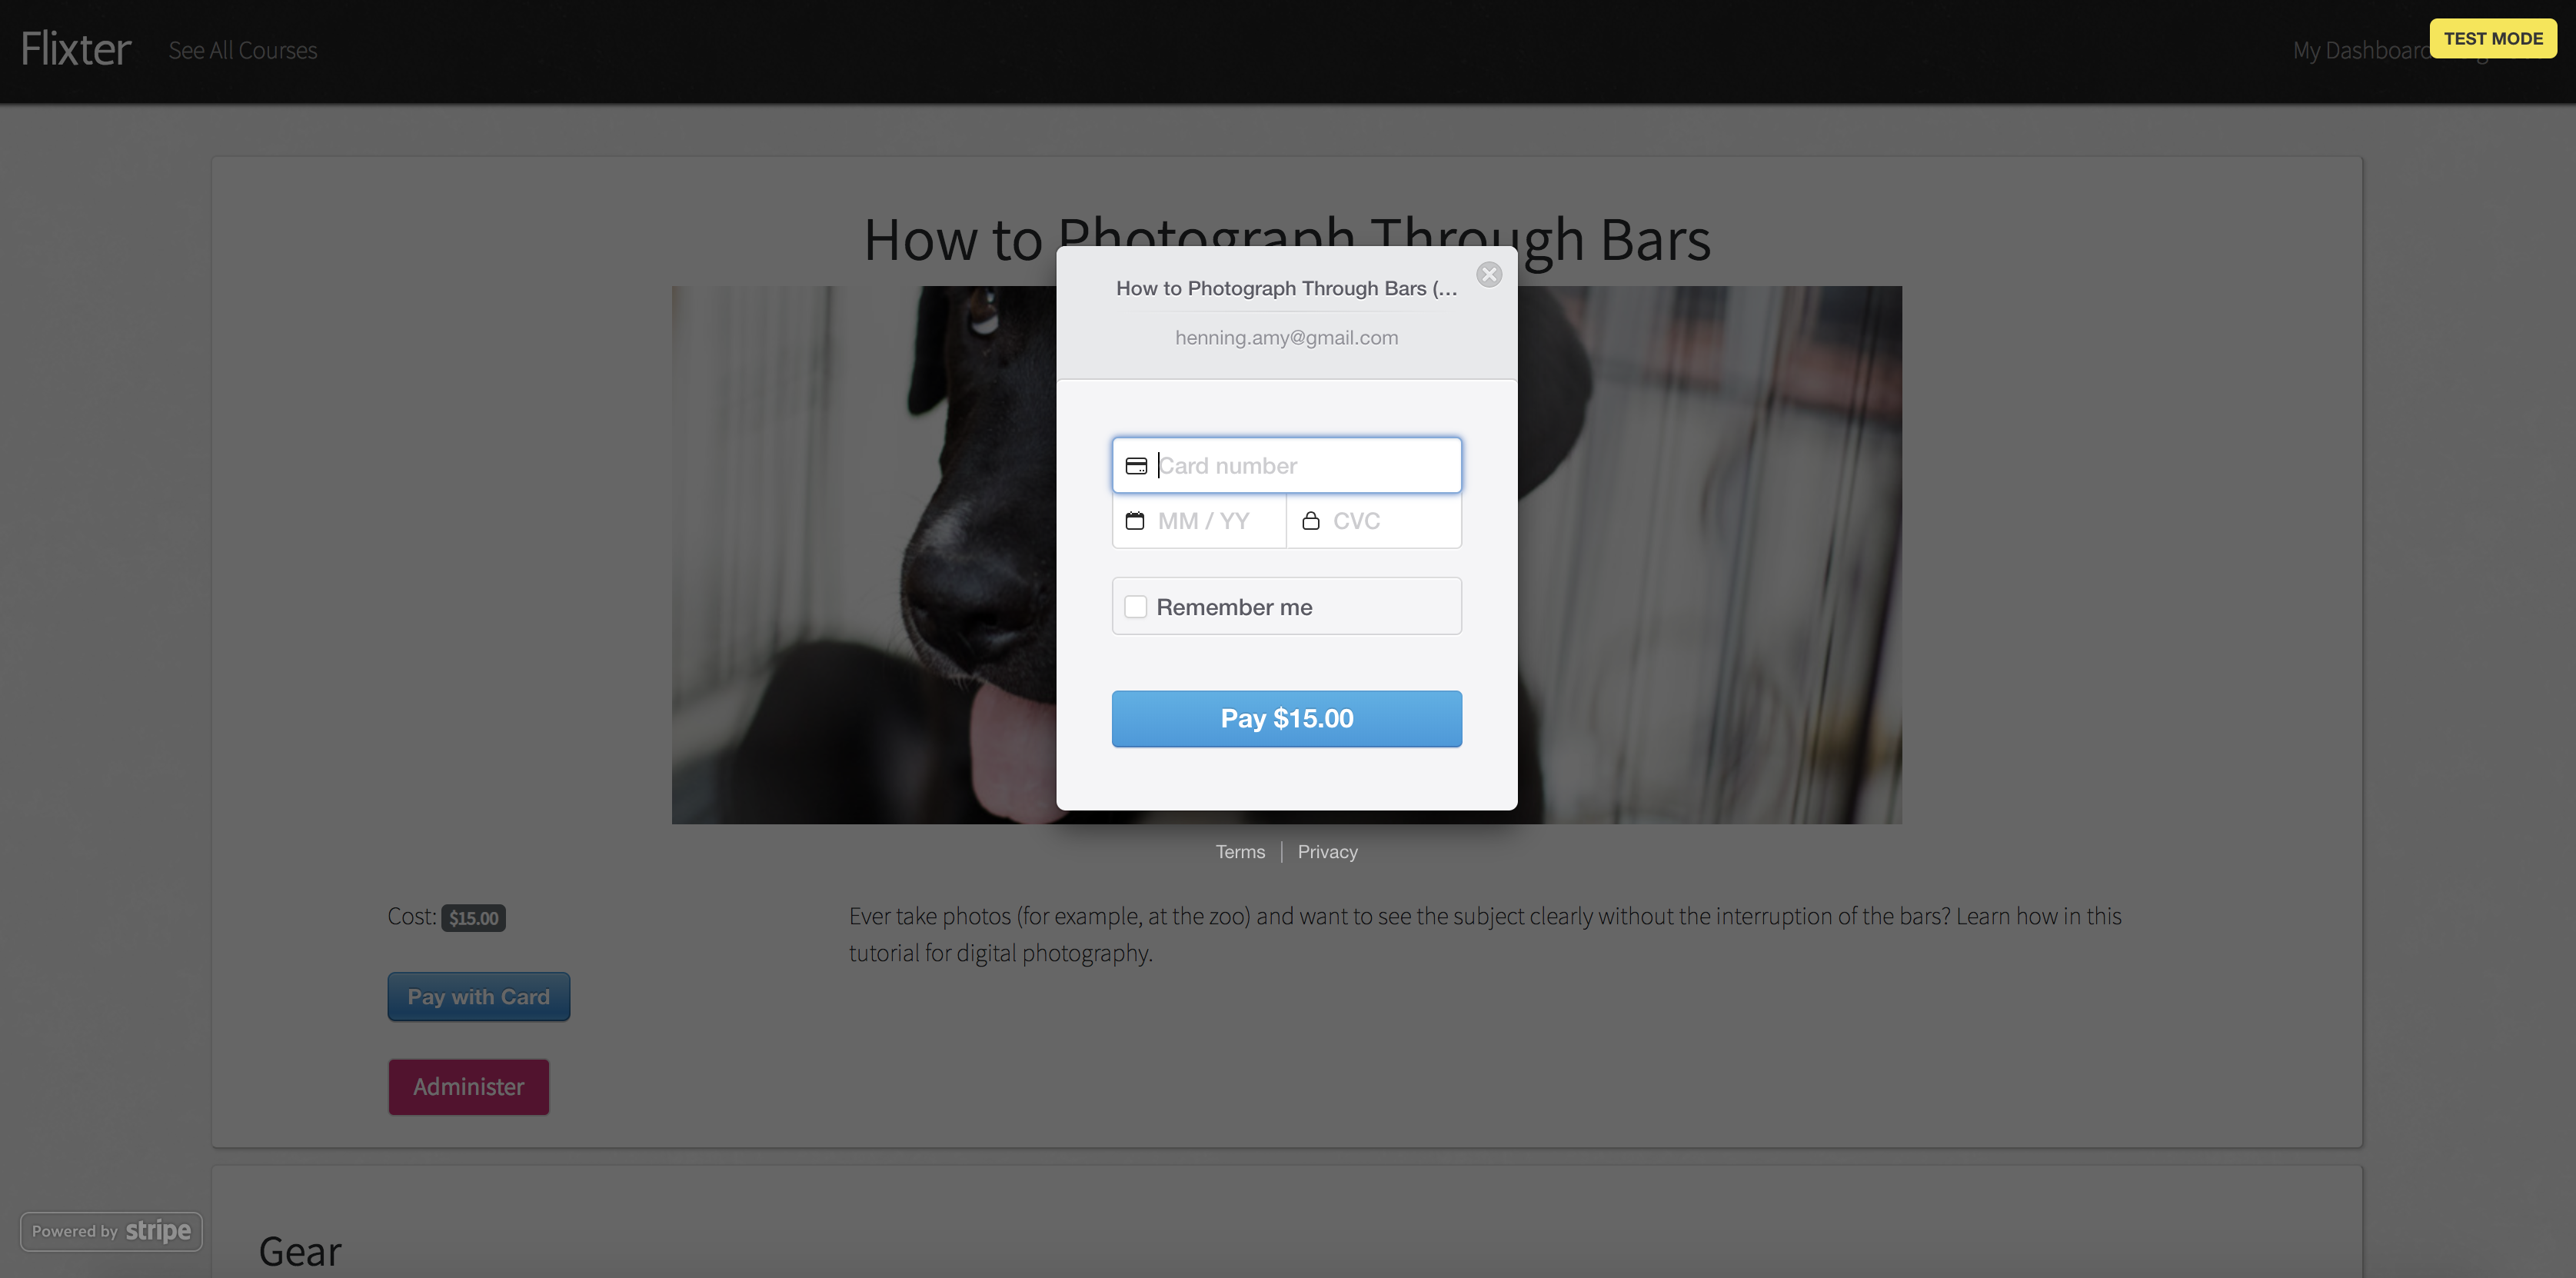 Flixter
See All Courses
My Dashboard
TEST MODE
How to Photograph Through Bars
How to Photograph Through Bars (...
henning.amy@gmail.com
Card number
MM / YY
CVC
Remember me
Pay $15.00
Terms | Privacy
Cost: $15.00
Ever take photos (for example, at the zoo) and want to see the subject clearly without the interruption of the bars? Learn how in this
tutorial for digital photography.
Pay with Card
Administer
Powered by stripe
Gear